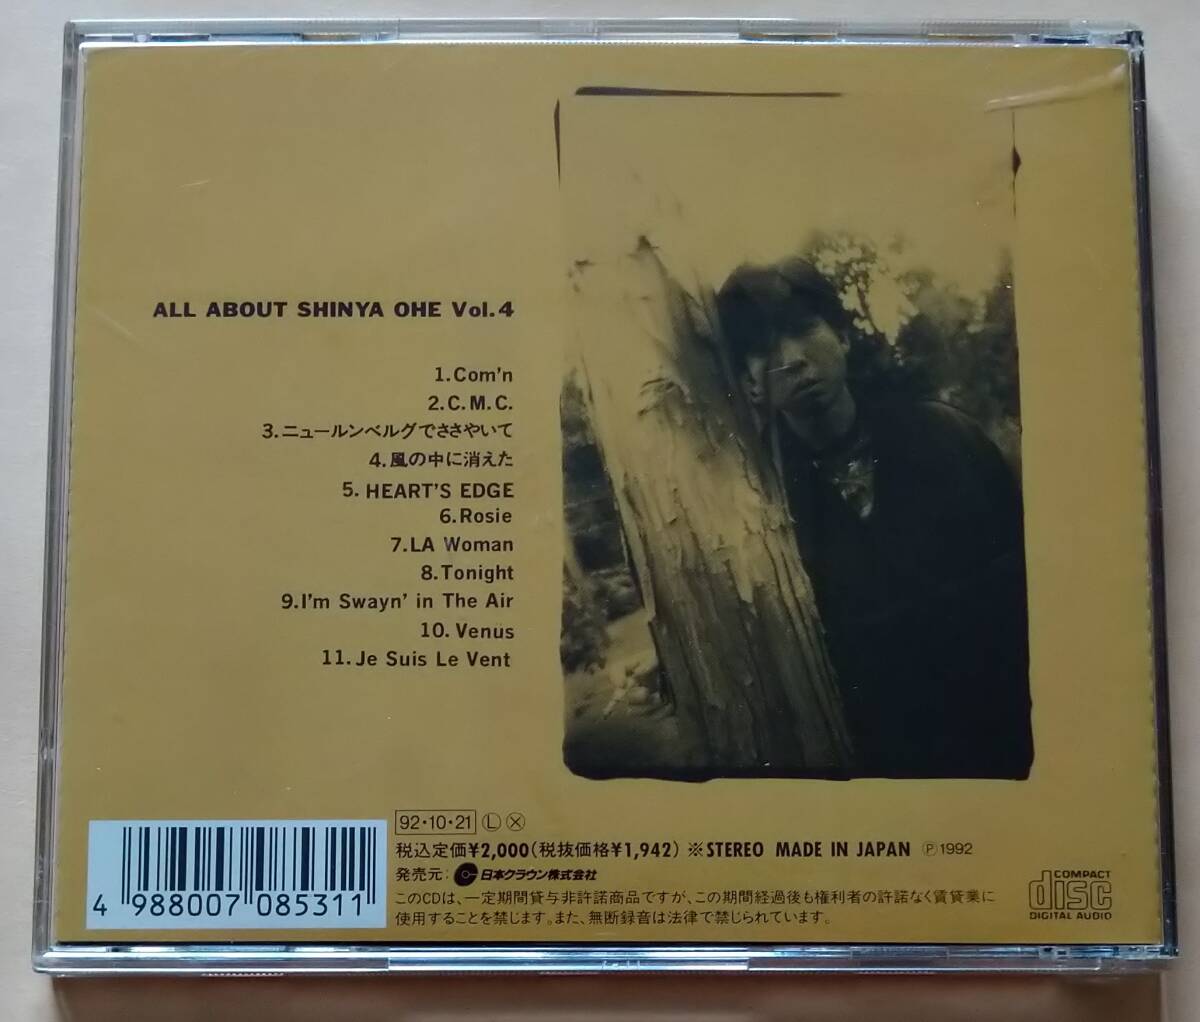 ALL ABOUT SHINYA OHE Vol.4
1.Com'n
2.C.M.C.
3.ニュールンベルグでささやいて
4.風の中に消えた
5. HEART'S EDGE
6.Rosie
7.LA Woman
8.Tonight
9.I'm Swayn' in The Air
10. Venus
11.Je Suis Le Vent
92・10・21 Ⓛ Ⓧ
税込定価¥2,000(税抜価格¥1,942) ※STEREO MADE IN JAPAN Ⓟ1992
発売元: 日本クラウン株式会社
このCDは、一定期間貸与非許諾商品ですが、この期間経過後も権利者の許諾なく賃貸業に
使用することを禁じます。また、無断録音は法律で禁じられています。
4 988007 085311
COMPACT
disc
DIGITAL AUDIO